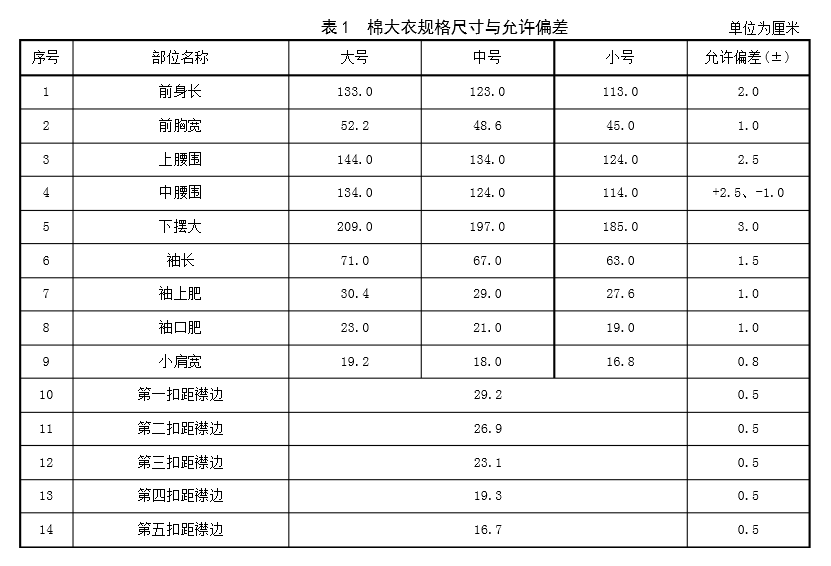 表1 棉大衣规格尺寸与允许偏差 单位为厘米
序号 部位名称 大号 中号 小号 允许偏差(±)
1 前身长 133.0 123.0 113.0 2.0
2 前胸宽 52.2 48.6 45.0 1.0
3 上腰围 144.0 134.0 124.0 2.5
4 中腰围 134.0 124.0 114.0 +2.5、-1.0
5 下摆大 209.0 197.0 185.0 3.0
6 袖长 71.0 67.0 63.0 1.5
7 袖上肥 30.4 29.0 27.6 1.0
8 袖口肥 23.0 21.0 19.0 1.0
9 小肩宽 19.2 18.0 16.8 0.8
10 第一扣距襟边 29.2 0.5
11 第二扣距襟边 26.9 0.5
12 第三扣距襟边 23.1 0.5
13 第四扣距襟边 19.3 0.5
14 第五扣距襟边 16.7 0.5